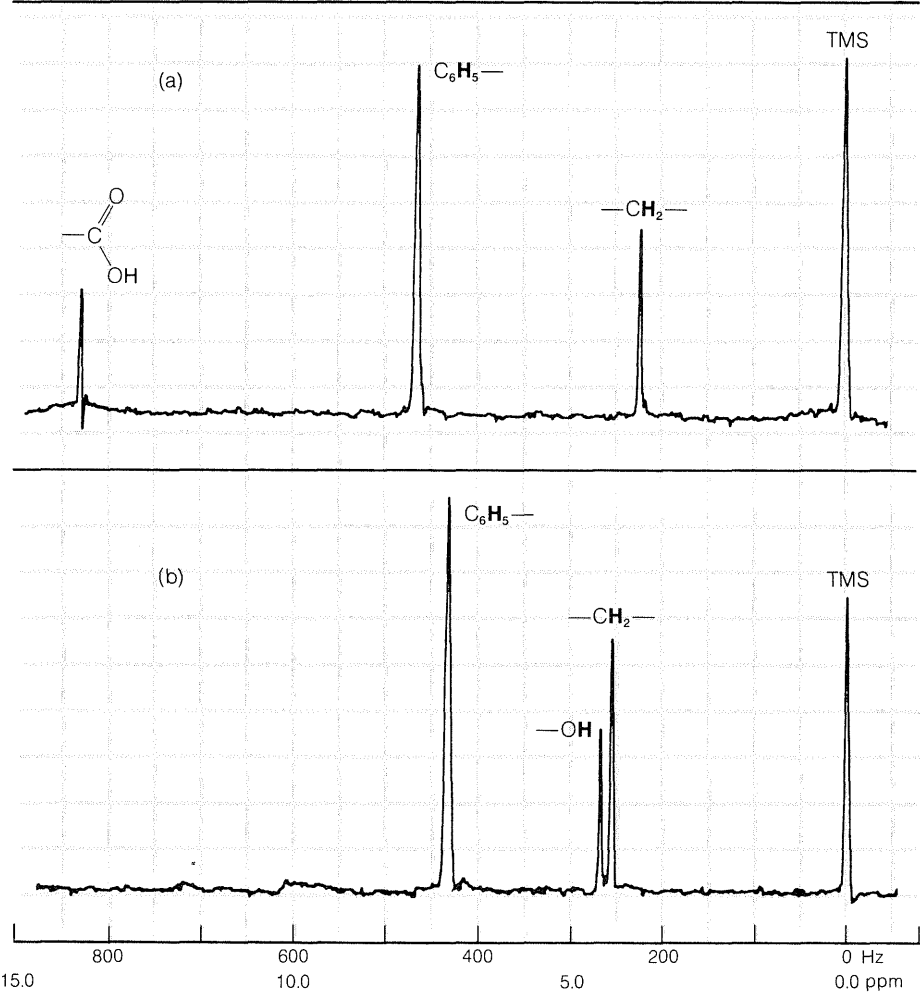 TMS
(a)
C₆H₅—
—CH₂—
O
—C
OH
C₆H₅—
(b)
TMS
—CH₂—
—OH
800 600 400 200 0 Hz
15.0 10.0 5.0 0.0 ppm